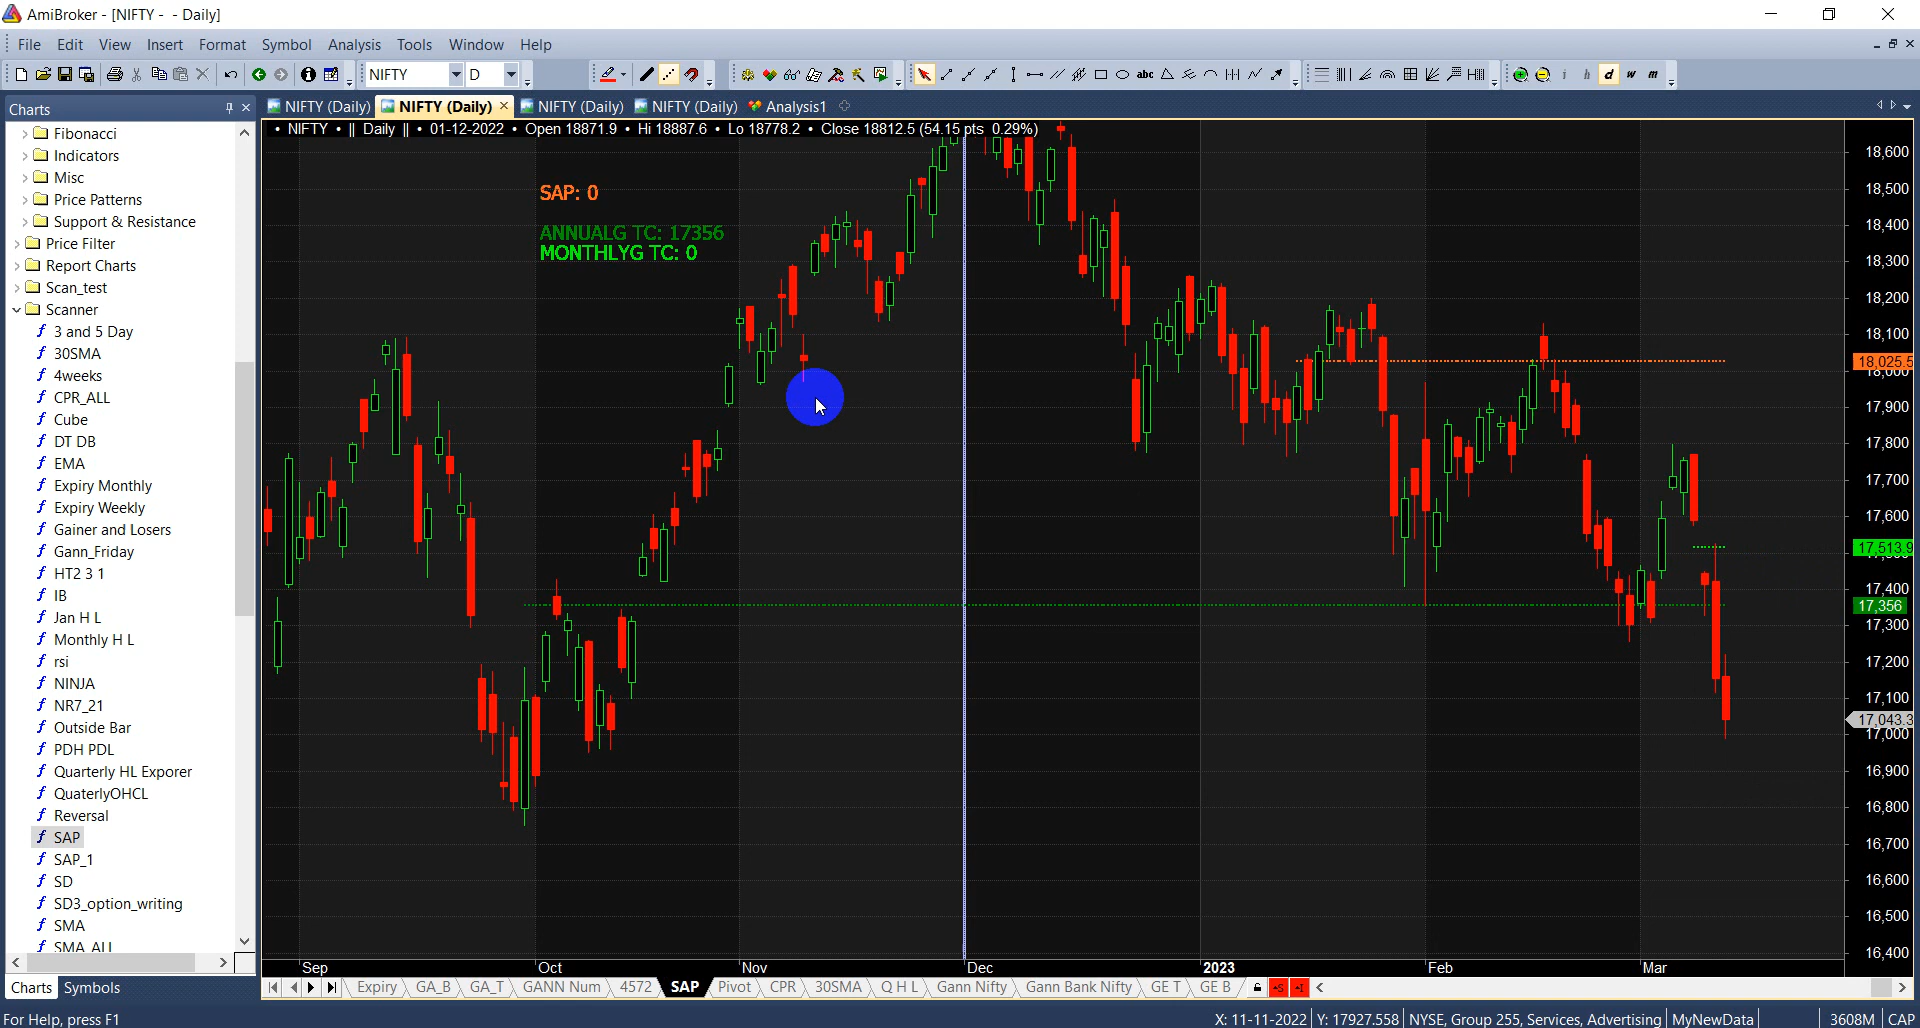 AmiBroker - [NIFTY -  - Daily]
File Edit View Insert Format Symbol Analysis Tools Window Help
NIFTY D
abc
i h d w m
Charts
NIFTY (Daily) NIFTY (Daily) NIFTY (Daily) NIFTY (Daily) Analysis1
• NIFTY • || Daily || • 01-12-2022 • Open 18871.9 • Hi 18887.6 • Lo 18778.2 • Close 18812.5 (54.15 pts 0.29%)
Fibonacci
Indicators
Misc
Price Patterns
Support & Resistance
Price Filter
Report Charts
Scan_test
Scanner
3 and 5 Day
30SMA
4weeks
CPR_ALL
Cube
DT DB
EMA
Expiry Monthly
Expiry Weekly
Gainer and Losers
Gann_Friday
HT2 3 1
IB
Jan H L
Monthly H L
rsi
NINJA
NR7_21
Outside Bar
PDH PDL
Quarterly HL Exporer
QuaterlyOHCL
Reversal
SAP
SAP_1
SD
SD3_option_writing
SMA
SMA_ALL
Charts Symbols
SAP: 0
ANNUALG TC: 17356
MONTHLYG TC: 0
18,600
18,500
18,400
18,300
18,200
18,100
18,025.5
18,000
17,900
17,800
17,700
17,600
17,513.9
17,400
17,356
17,300
17,200
17,100
17,043.3
17,000
16,900
16,800
16,700
16,600
16,500
16,400
Sep Oct Nov Dec 2023 Feb Mar
Expiry GA_B GA_T GANN Num 4572 SAP Pivot CPR 30SMA Q H L Gann Nifty Gann Bank Nifty GE T GE B
For Help, press F1
X: 11-11-2022 Y: 17927.558 NYSE, Group 255, Services, Advertising MyNewData 3608M CAP